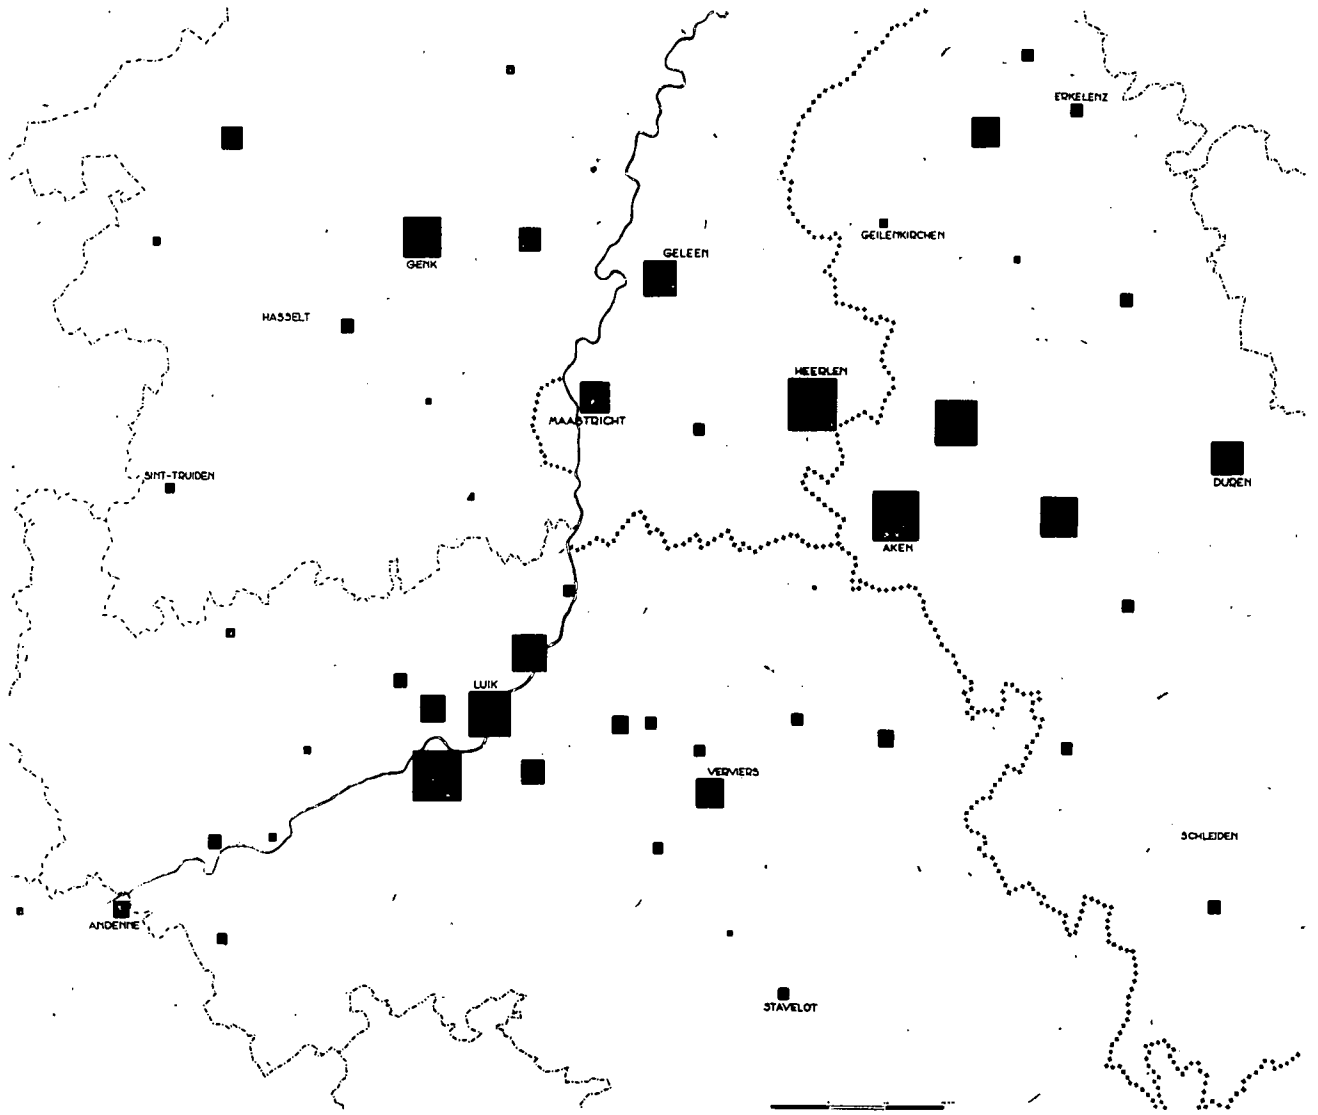 ERKELENZ
GEILENKIRCHEN
GELEEN
GENK
HASSELT
HEERLEN
MAASTRICHT
SINT-TRUIDEN
DUREN
AKEN
LUIK
VERVIERS
SCHLEIDEN
ANDENNE
STAVELOT